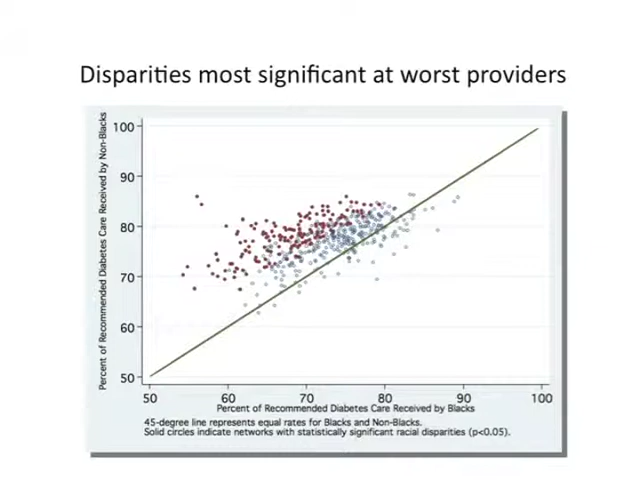 Disparities most significant at worst providers
Percent of Recommended Diabetes Care Received by Non-Blacks
100
90
80
70
60
50
50 60 70 80 90 100
Percent of Recommended Diabetes Care Received by Blacks
45-degree line represents equal rates for Blacks and Non-Blacks.
Solid circles indicate networks with statistically significant racial disparities (p<0.05).